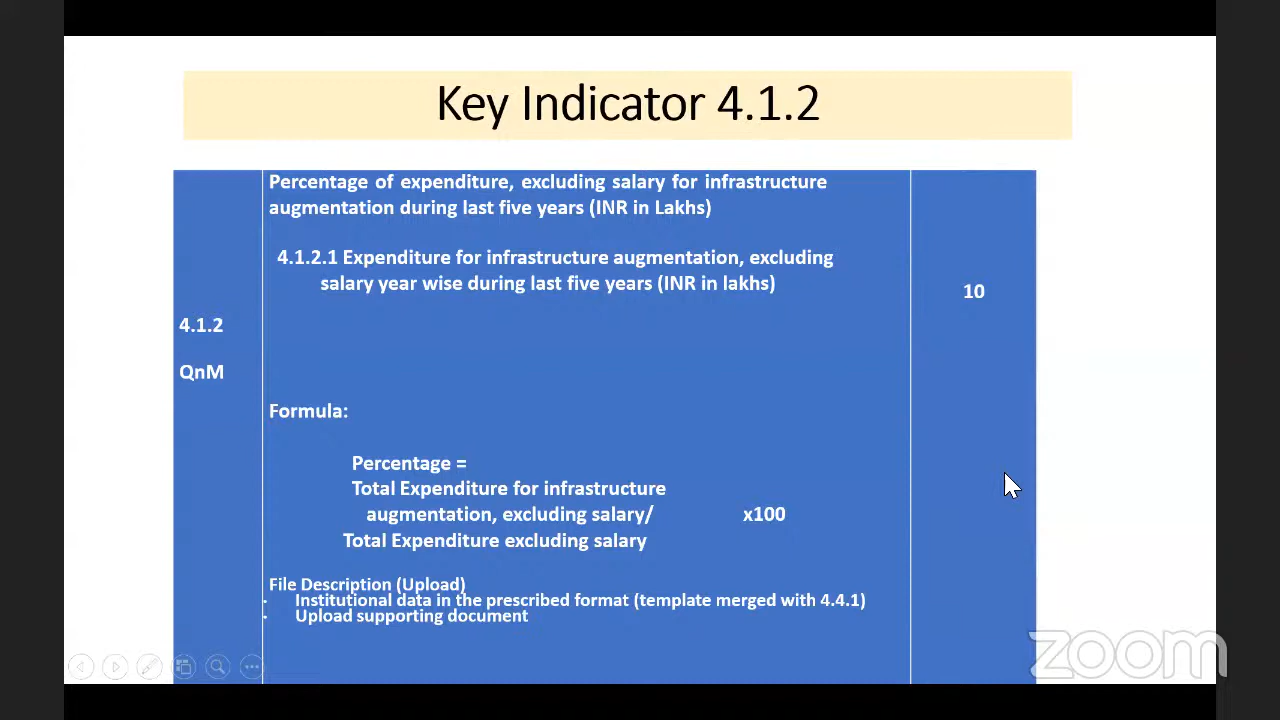 Key Indicator 4.1.2
4.1.2
QnM
Percentage of expenditure, excluding salary for infrastructure
augmentation during last five years (INR in Lakhs)
4.1.2.1 Expenditure for infrastructure augmentation, excluding
salary year wise during last five years (INR in lakhs)
Formula:
Percentage =
Total Expenditure for infrastructure
augmentation, excluding salary/ x100
Total Expenditure excluding salary
File Description (Upload)
· Institutional data in the prescribed format (template merged with 4.4.1)
· Upload supporting document
10
zoom